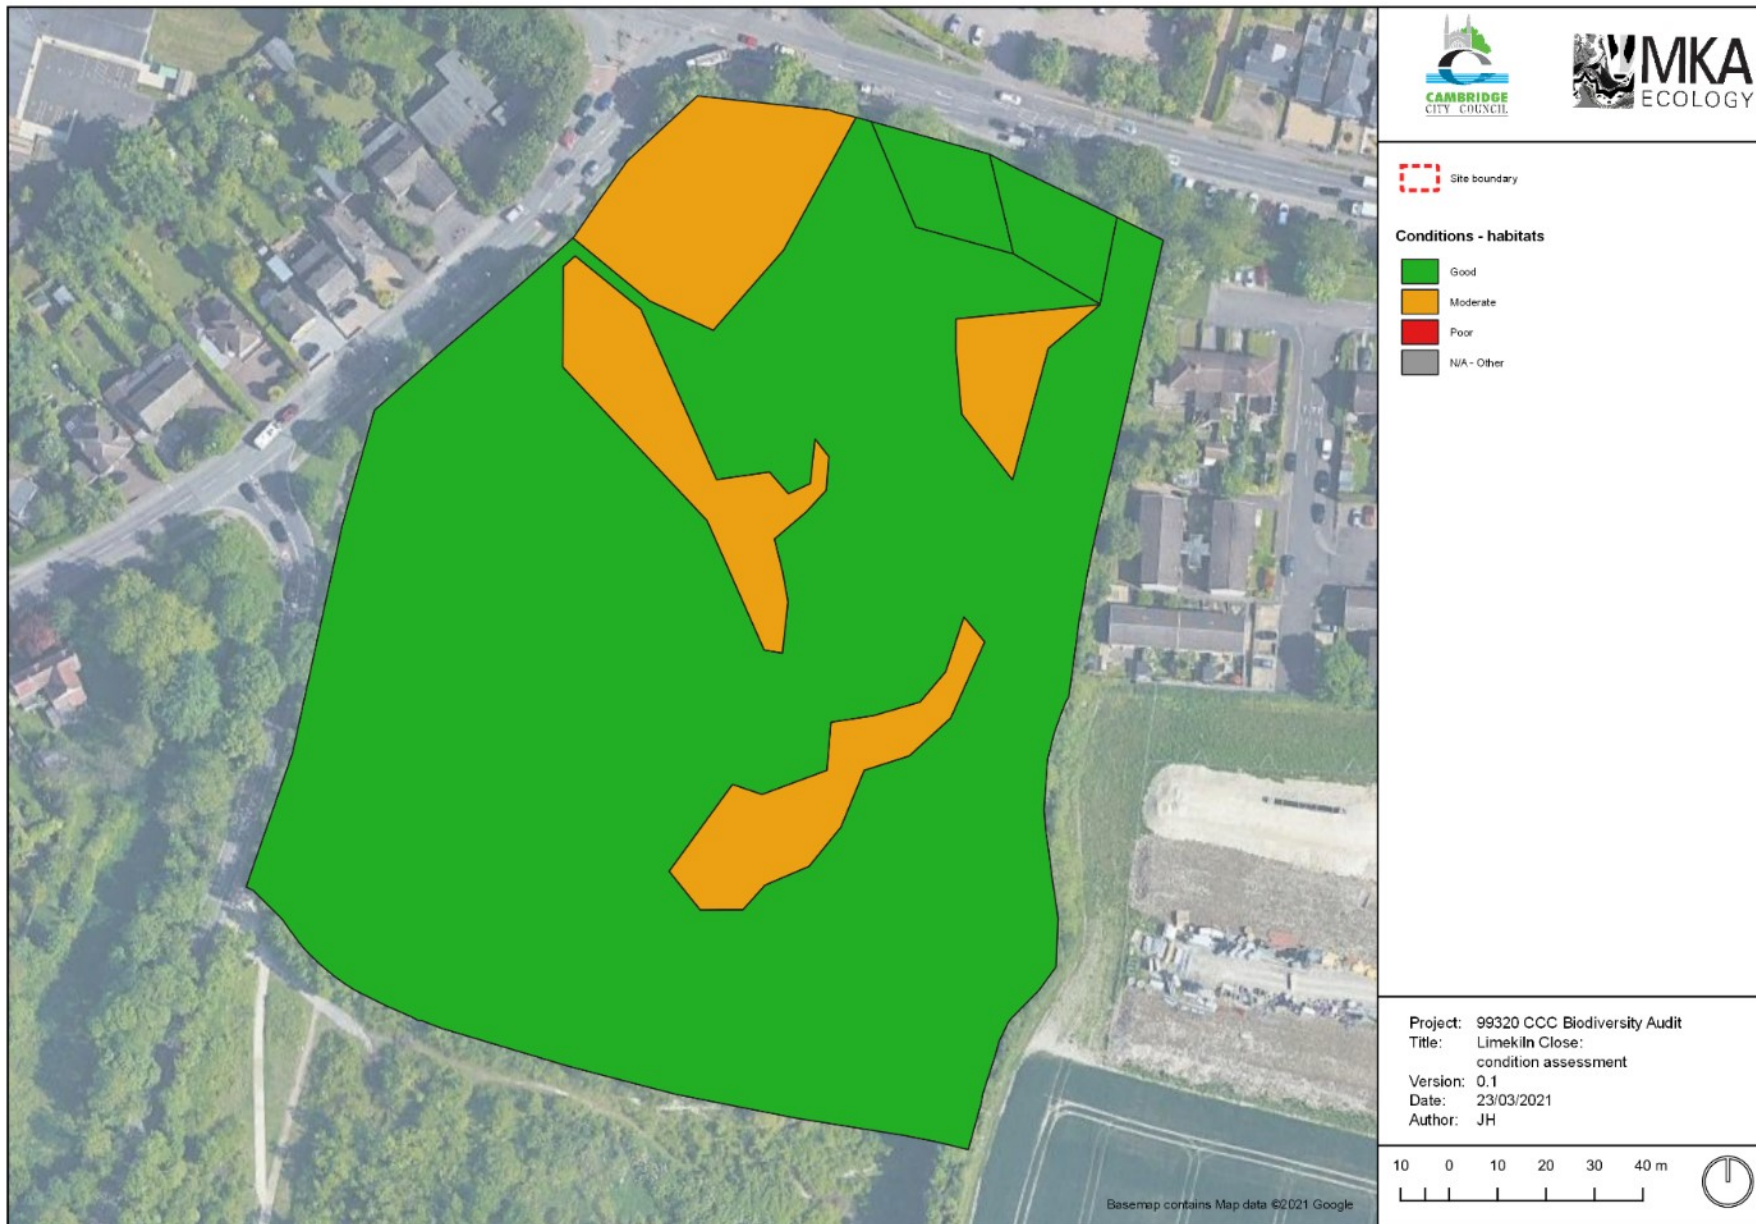 CAMBRIDGE
CITY COUNCIL
MKA
ECOLOGY
Site boundary
Conditions - habitats
Good
Moderate
Poor
N/A - Other
Project: 99320 CCC Biodiversity Audit
Title: Limekiln Close:
condition assessment
Version: 0.1
Date: 23/03/2021
Author: JH
10 0 10 20 30 40 m
Basemap contains Map data ©2021 Google